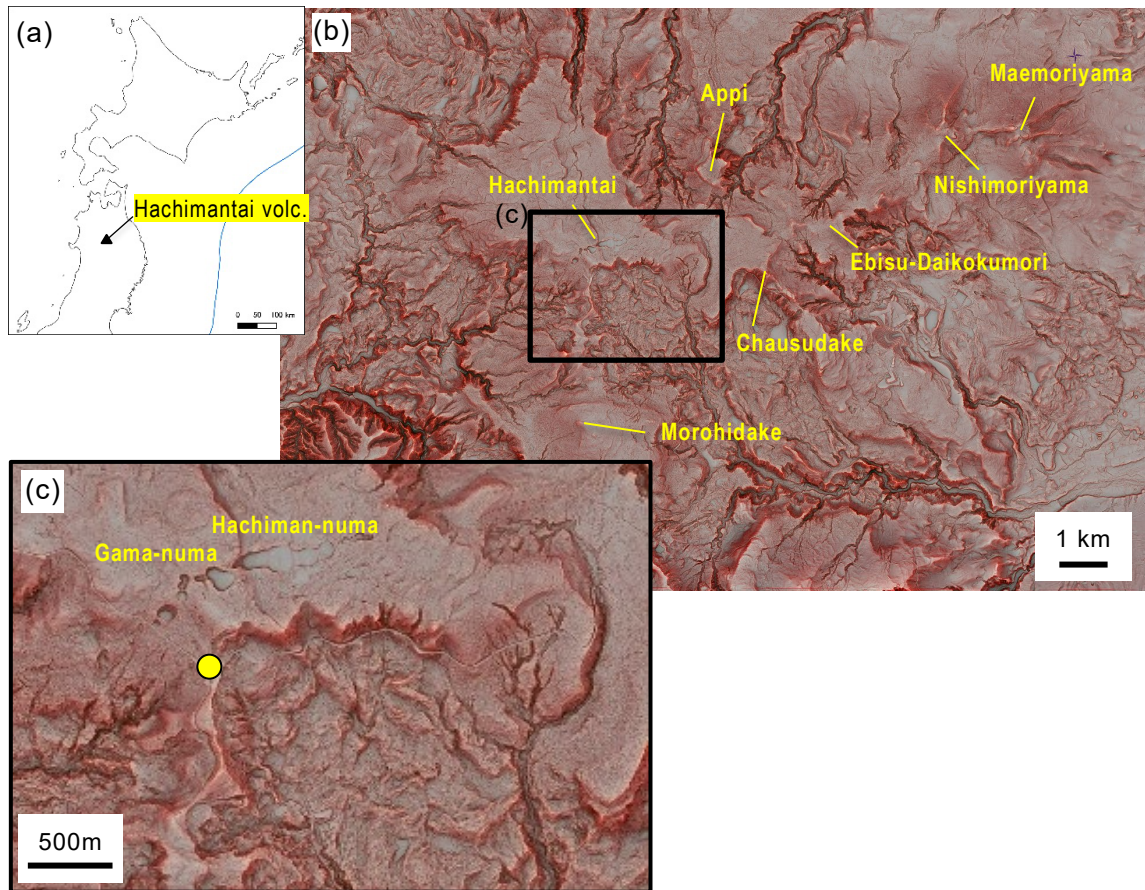 (a)
Hachimantai volc.
0 50 100 km
(b)
Appi
Maemoriyama
Nishimoriyama
Hachimantai
(c)
Ebisu-Daikokumori
Chausudake
Morohidake
1 km
(c)
Hachiman-numa
Gama-numa
500m